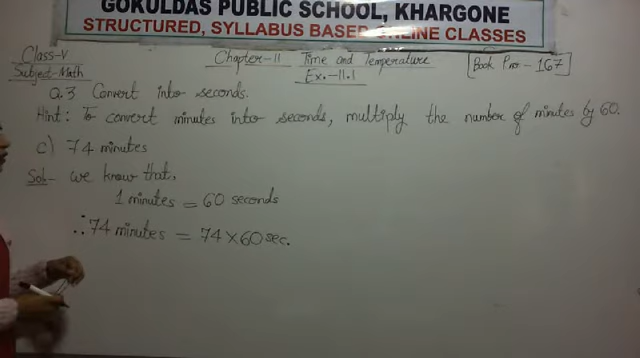 GOKULDAS PUBLIC SCHOOL, KHARGONE
STRUCTURED, SYLLABUS BASED ONLINE CLASSES
Class-V
Subject-Math
Chapter-11 Time and Temperature
Ex.-11.1
[Book P.no-167]
Q.3 Convert into seconds.
Hint: To convert minutes into seconds, multiply the number of minutes by 60.
c) 74 minutes
Sol- we know that,
1 minutes = 60 seconds
∴ 74 minutes = 74×60 sec.